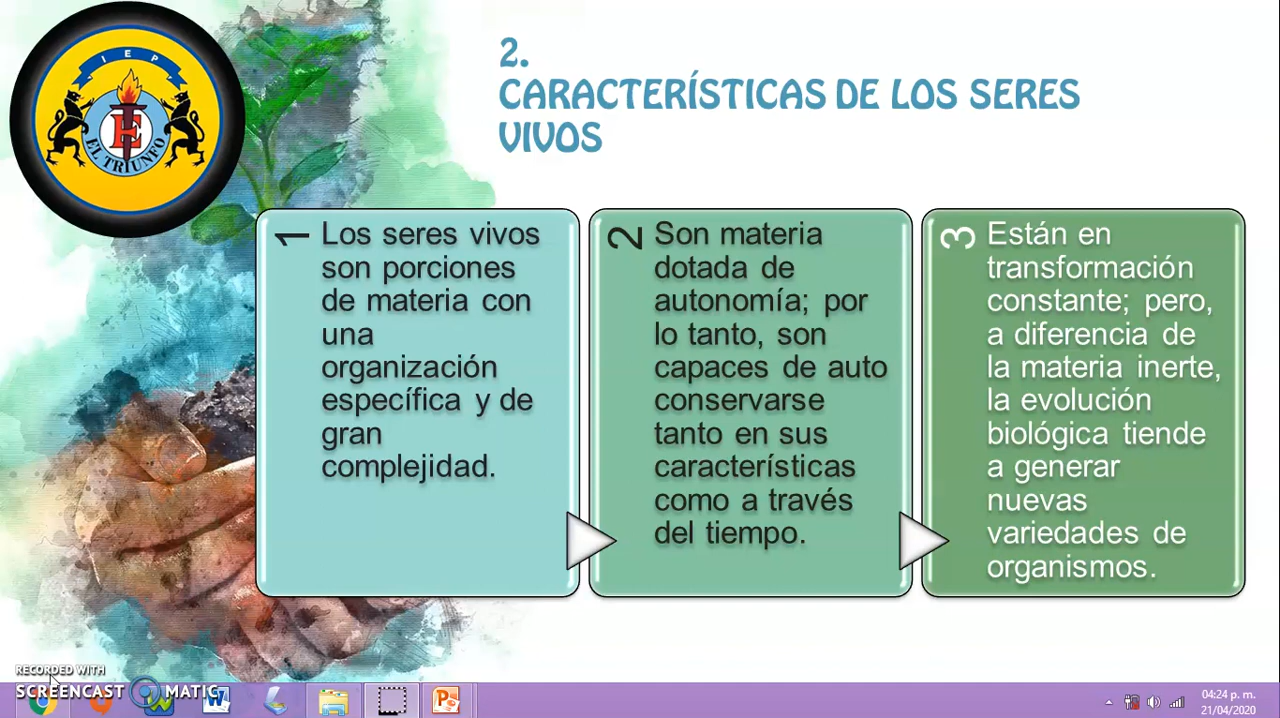 I E P
EL TRIUNFO
2.
CARACTERÍSTICAS DE LOS SERES
VIVOS
1
Los seres vivos
son porciones
de materia con
una
organización
específica y de
gran
complejidad.
2
Son materia
dotada de
autonomía; por
lo tanto, son
capaces de auto
conservarse
tanto en sus
características
como a través
del tiempo.
3
Están en
transformación
constante; pero,
a diferencia de
la materia inerte,
la evolución
biológica tiende
a generar
nuevas
variedades de
organismos.
RECORDED WITH
SCREENCAST MATIC
04:24 p. m.
21/04/2020